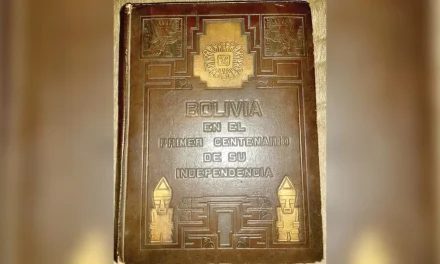 BOLIVIA
EN EL
PRIMER CENTENARIO
DE SU
INDEPENDENCIA